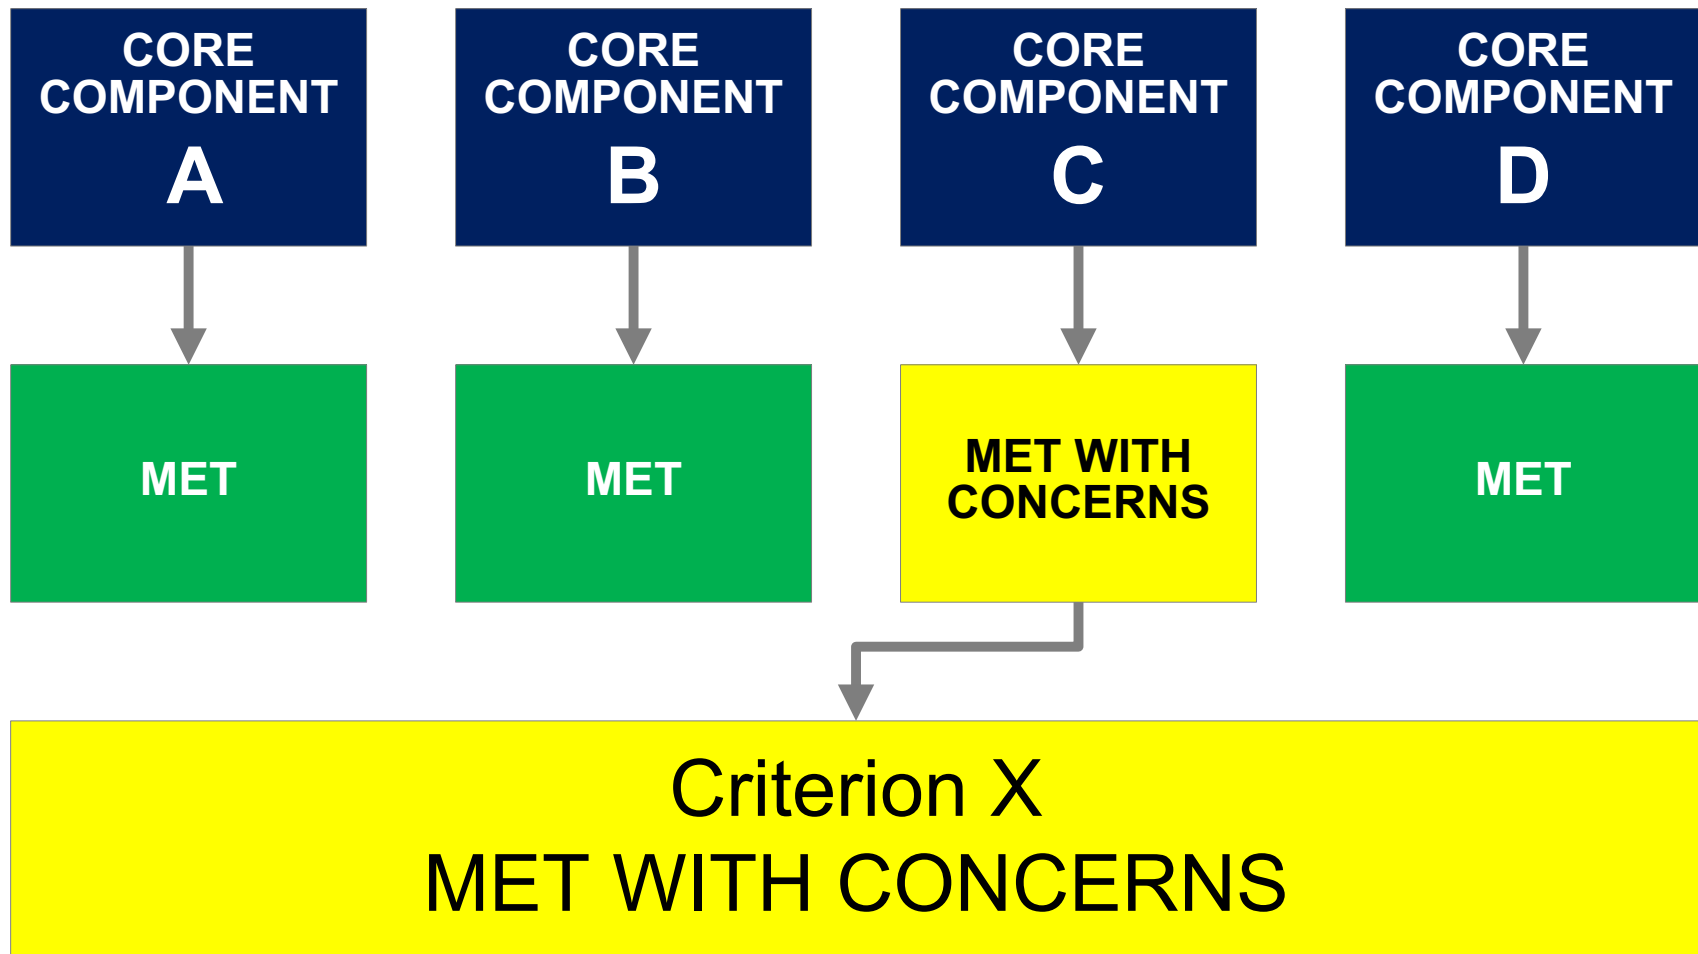 CORE
COMPONENT
A
CORE
COMPONENT
B
CORE
COMPONENT
C
CORE
COMPONENT
D
MET
MET
MET WITH
CONCERNS
MET
Criterion X
MET WITH CONCERNS